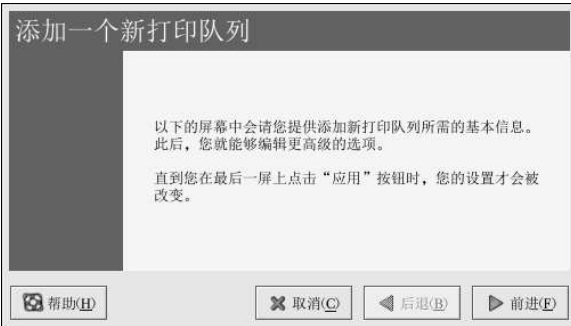 添加一个新打印队列
以下的屏幕中会请您提供添加新打印队列所需的基本信息。
此后，您就能够编辑更高级的选项。
直到您在最后一屏上点击“应用”按钮时，您的设置才会被
改变。
帮助(H) 取消(C) 后退(B) 前进(F)